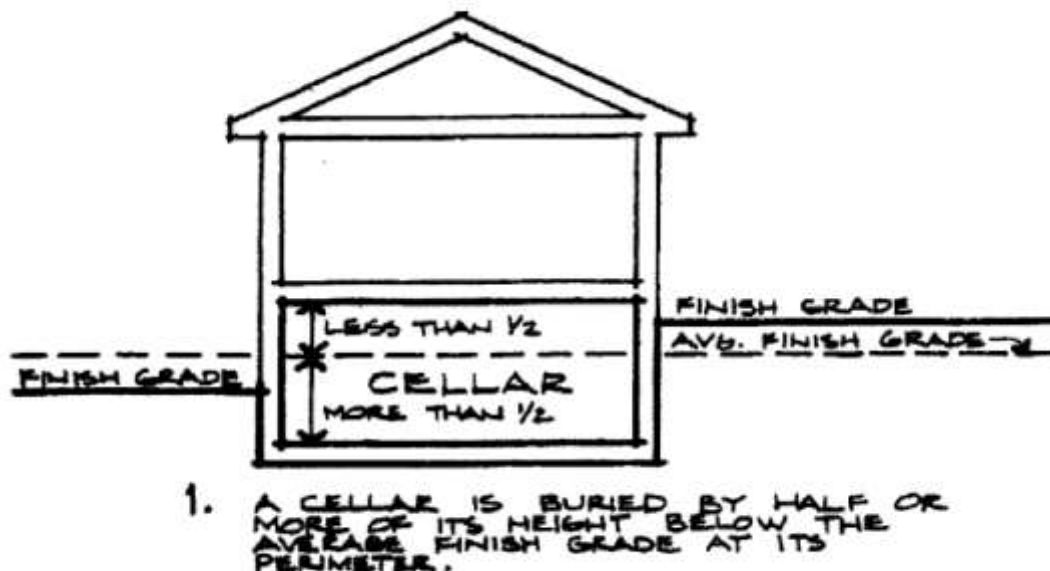 FINISH GRADE
LESS THAN 1/2
AVG. FINISH GRADE
FINISH GRADE
CELLAR
MORE THAN 1/2
1. A CELLAR IS BURIED BY HALF OR
MORE OF ITS HEIGHT BELOW THE
AVERAGE FINISH GRADE AT ITS
PERIMETER.